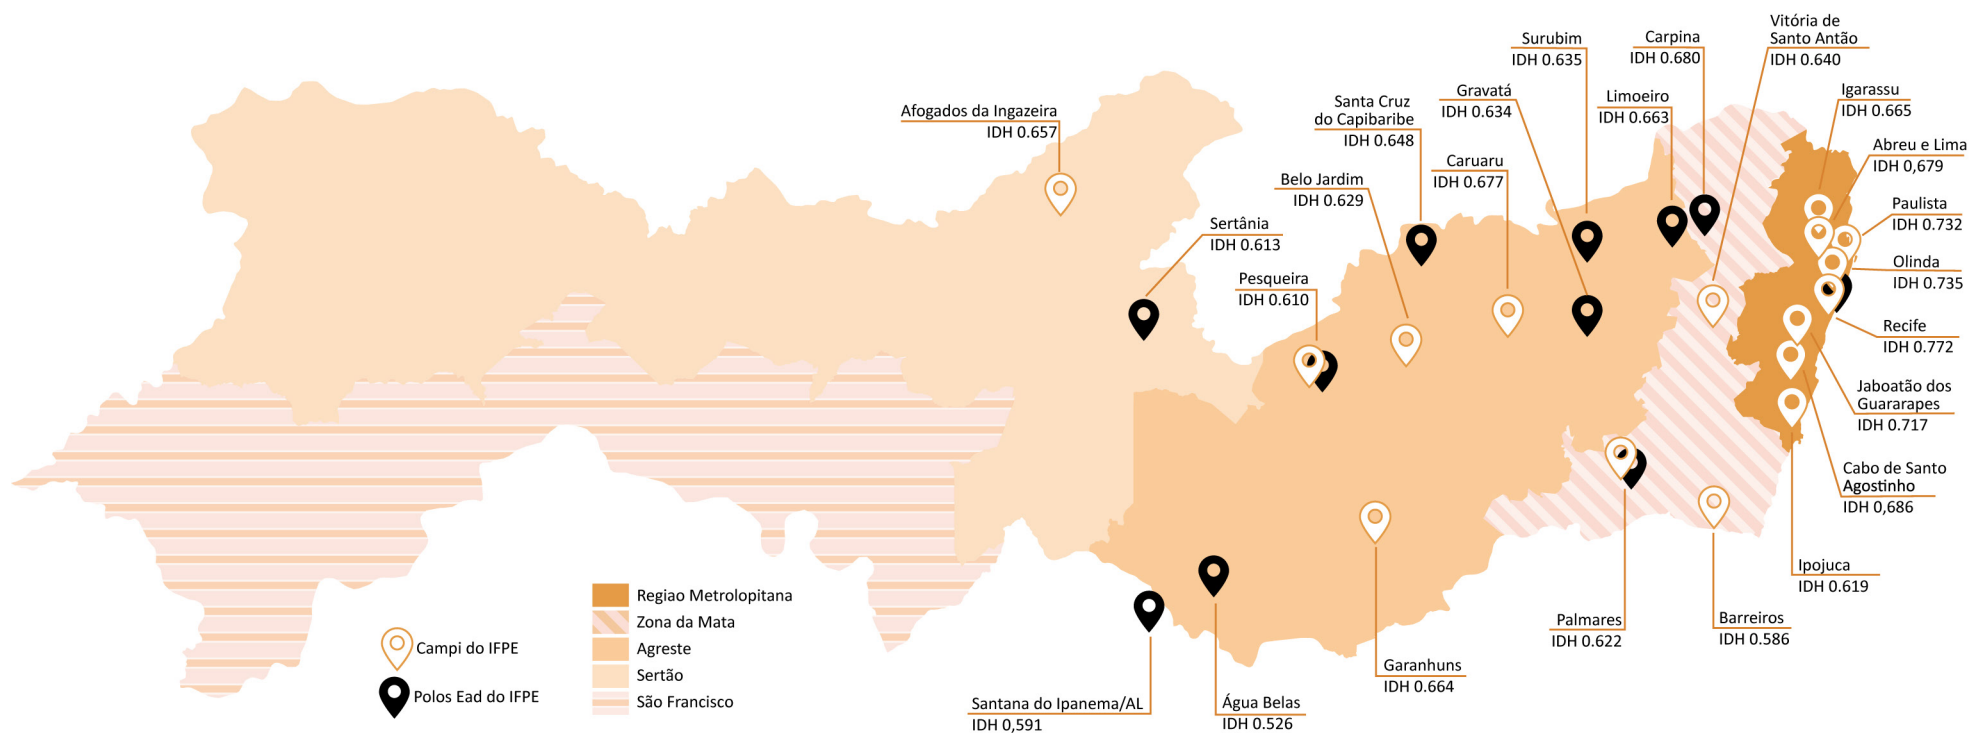 Afogados da Ingazeira
IDH 0.657
Sertânia
IDH 0.613
Pesqueira
IDH 0.610
Belo Jardim
IDH 0.629
Santa Cruz
do Capibaribe
IDH 0.648
Caruaru
IDH 0.677
Gravatá
IDH 0.634
Surubim
IDH 0.635
Limoeiro
IDH 0.663
Carpina
IDH 0.680
Vitória de
Santo Antão
IDH 0.640
Igarassu
IDH 0.665
Abreu e Lima
IDH 0,679
Paulista
IDH 0.732
Olinda
IDH 0.735
Recife
IDH 0.772
Jaboatão dos
Guararapes
IDH 0.717
Cabo de Santo
Agostinho
IDH 0,686
Ipojuca
IDH 0.619
Barreiros
IDH 0.586
Palmares
IDH 0.622
Garanhuns
IDH 0.664
Água Belas
IDH 0.526
Santana do Ipanema/AL
IDH 0,591
Campi do IFPE
Polos Ead do IFPE
Regiao Metrolopitana
Zona da Mata
Agreste
Sertão
São Francisco